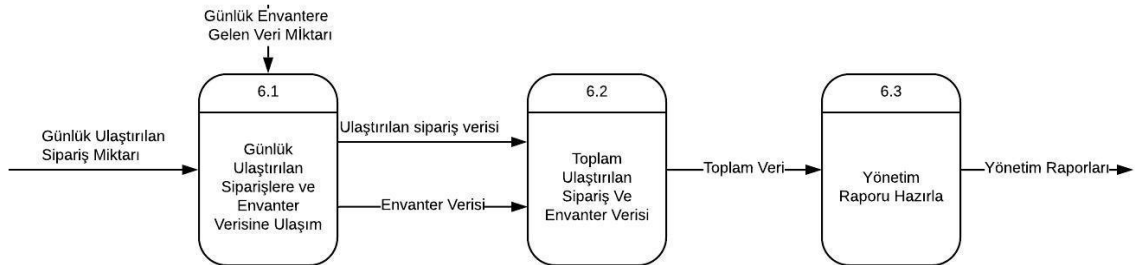 Günlük Envantere
Gelen Veri Mİktarı
6.1
6.2
6.3
Günlük Ulaştırılan
Sipariş Miktarı
Günlük
Ulaştırılan
Siparişlere ve
Envanter
Verisine Ulaşım
Ulaştırılan sipariş verisi
Envanter Verisi
Toplam
Ulaştırılan
Sipariş Ve
Envanter Verisi
Toplam Veri
Yönetim
Raporu Hazırla
Yönetim Raporları